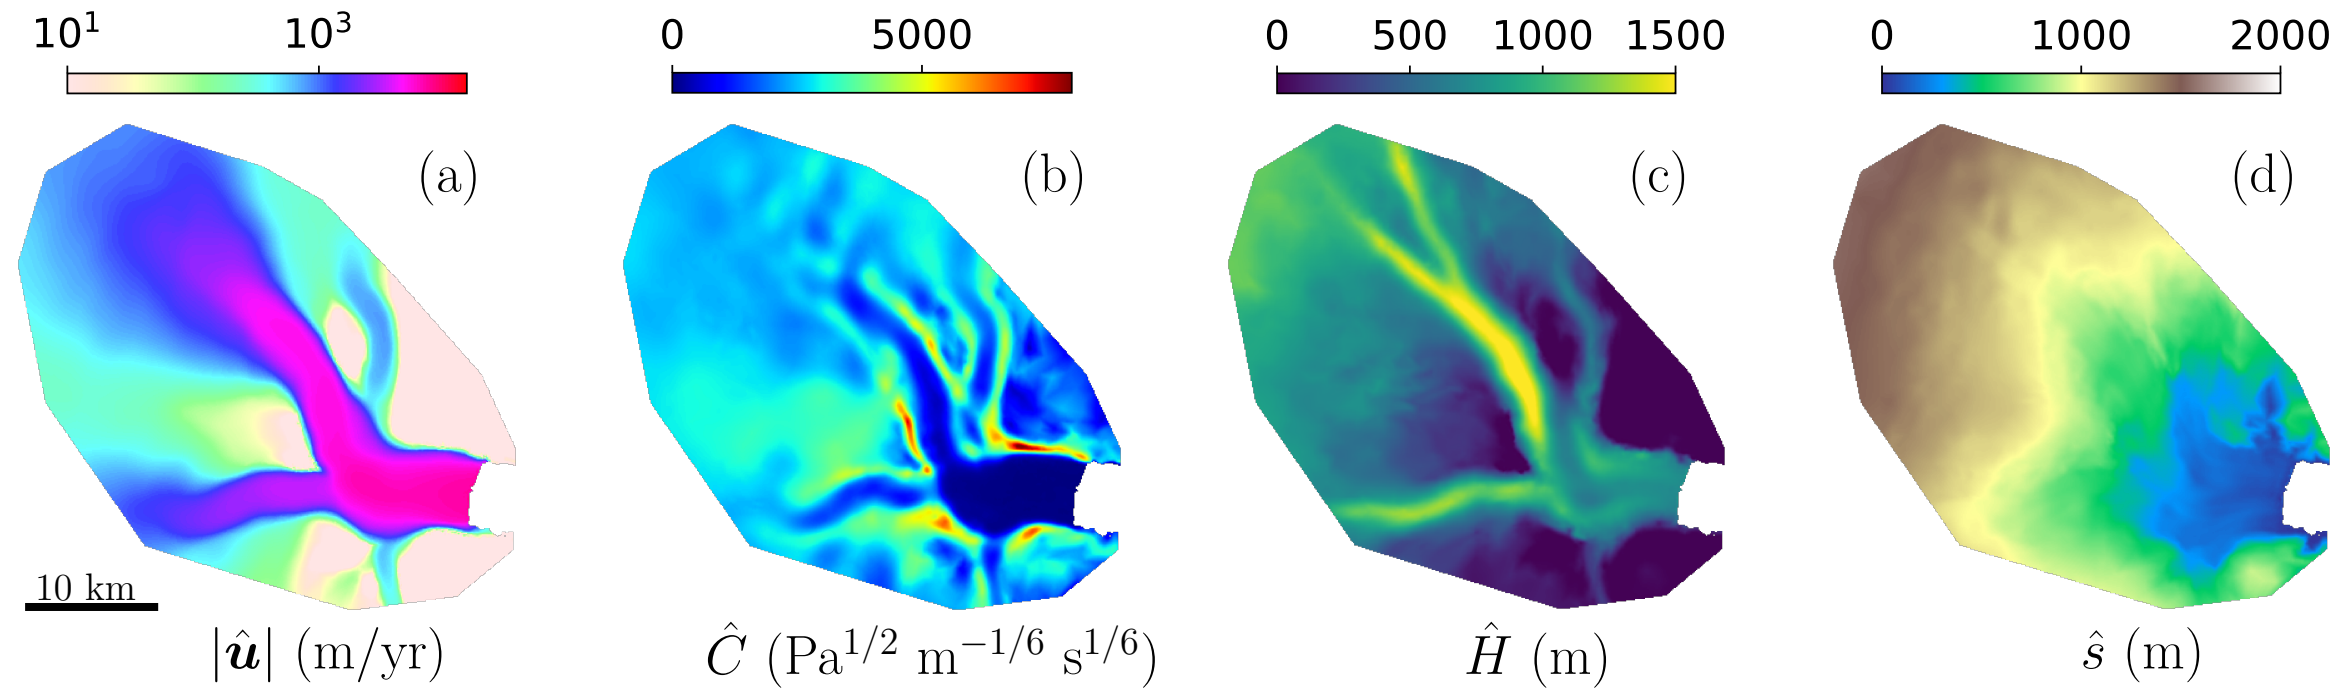 10¹ 10³
0 5000
0 500 1000 1500
0 1000 2000
(a)
(b)
(c)
(d)
10 km
|û| (m/yr)
Ĉ (Pa^{1/2} m^{−1/6} s^{1/6})
Ĥ (m)
ŝ (m)